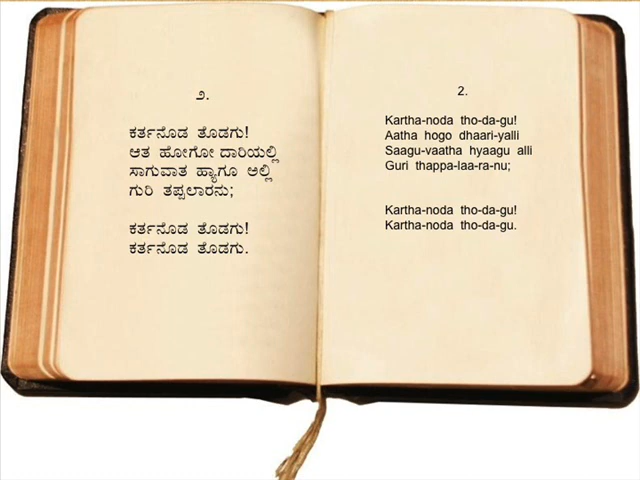 ೨.
ಕರ್ತನೊಡ ತೊಡಗು!
ಆತ ಹೋಗೋ ದಾರಿಯಲ್ಲಿ
ಸಾಗುವಾತ ಹ್ಯಾಗೂ ಅಲ್ಲಿ
ಗುರಿ ತಪ್ಪಲಾರನು;
ಕರ್ತನೊಡ ತೊಡಗು!
ಕರ್ತನೊಡ ತೊಡಗು.
2.
Kartha-noda tho-da-gu!
Aatha hogo dhaari-yalli
Saagu-vaatha hyaagu alli
Guri thappa-laa-ra-nu;
Kartha-noda tho-da-gu!
Kartha-noda tho-da-gu.